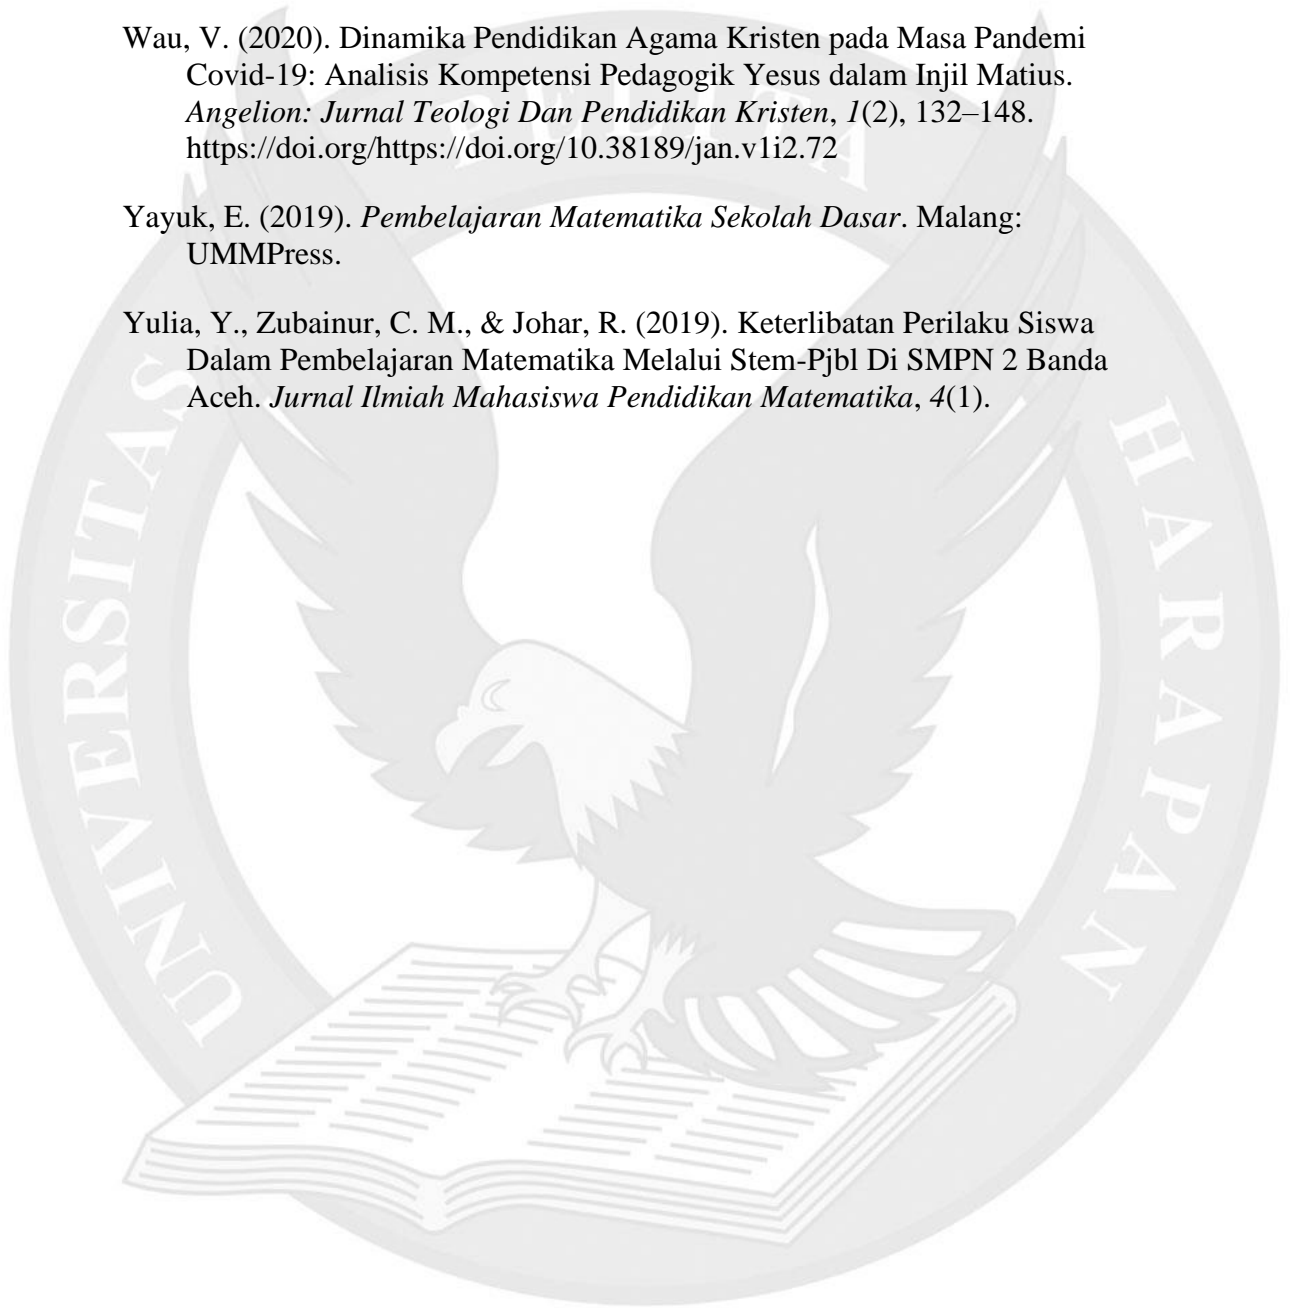 Wau, V. (2020). Dinamika Pendidikan Agama Kristen pada Masa Pandemi
Covid-19: Analisis Kompetensi Pedagogik Yesus dalam Injil Matius.
Angelion: Jurnal Teologi Dan Pendidikan Kristen, 1(2), 132–148.
https://doi.org/https://doi.org/10.38189/jan.v1i2.72
Yayuk, E. (2019). Pembelajaran Matematika Sekolah Dasar. Malang:
UMMPress.
Yulia, Y., Zubainur, C. M., & Johar, R. (2019). Keterlibatan Perilaku Siswa
Dalam Pembelajaran Matematika Melalui Stem-Pjbl Di SMPN 2 Banda
Aceh. Jurnal Ilmiah Mahasiswa Pendidikan Matematika, 4(1).
UNIVERSITAS PELITA HARAPAN